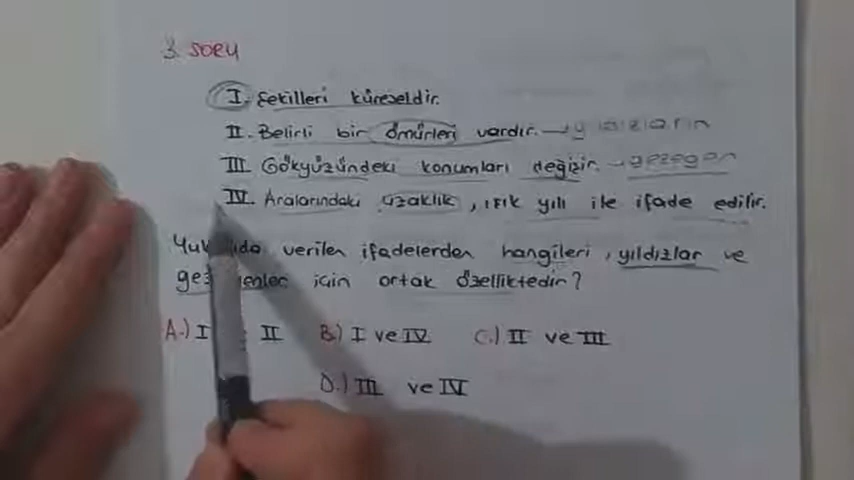 3. SORU
I. Şekilleri küreseldir.
II. Belirli bir ömürleri vardır. → yıldızların
III. Gökyüzündeki konumları değişir. → gezegen
IV. Aralarındaki uzaklık, ışık yılı ile ifade edilir.
verilen ifadelerden hangileri, yıldızlar ve
için ortak özelliktedir?
A.) I II B.) I ve IV C.) II ve III
D.) III ve IV